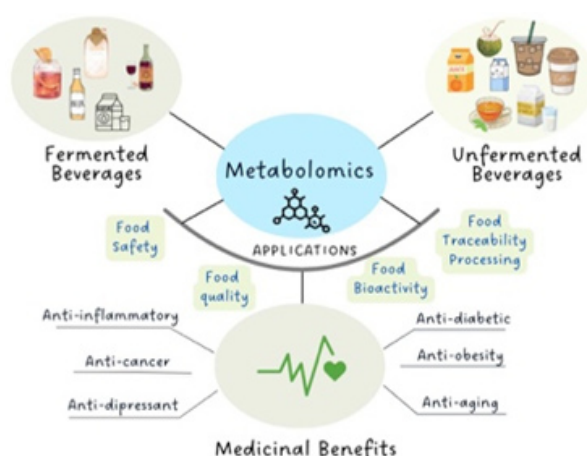 Fermented
Beverages
Metabolomics
Unfermented
Beverages
Food
Safety
APPLICATIONS
Food
Traceability
Processing
Food
quality
Food
Bioactivity
Anti-inflammatory
Anti-cancer
Anti-dipressant
Anti-diabetic
Anti-obesity
Anti-aging
Medicinal Benefits